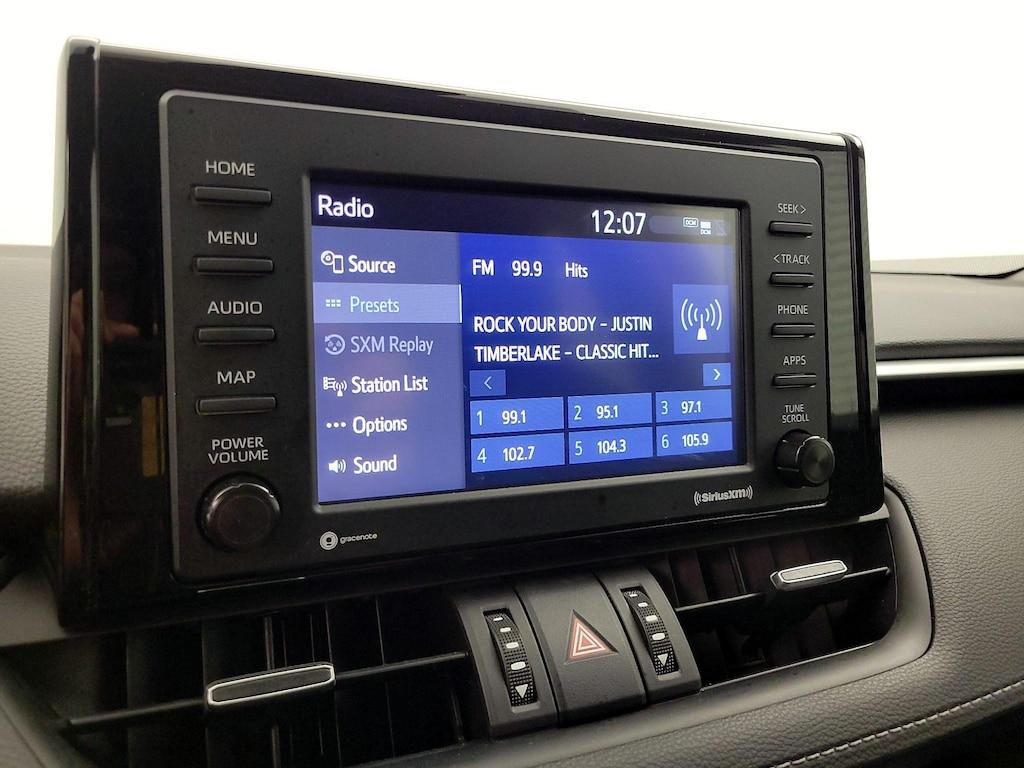 HOME
MENU
AUDIO
MAP
POWER
VOLUME
Radio
12:07
DCM
DCM
Source
Presets
SXM Replay
Station List
Options
Sound
FM 99.9 Hits
ROCK YOUR BODY - JUSTIN
TIMBERLAKE - CLASSIC HIT...
<
>
1 99.1
2 95.1
3 97.1
4 102.7
5 104.3
6 105.9
SEEK >
< TRACK
PHONE
APPS
TUNE
SCROLL
gracenote
SiriusXM